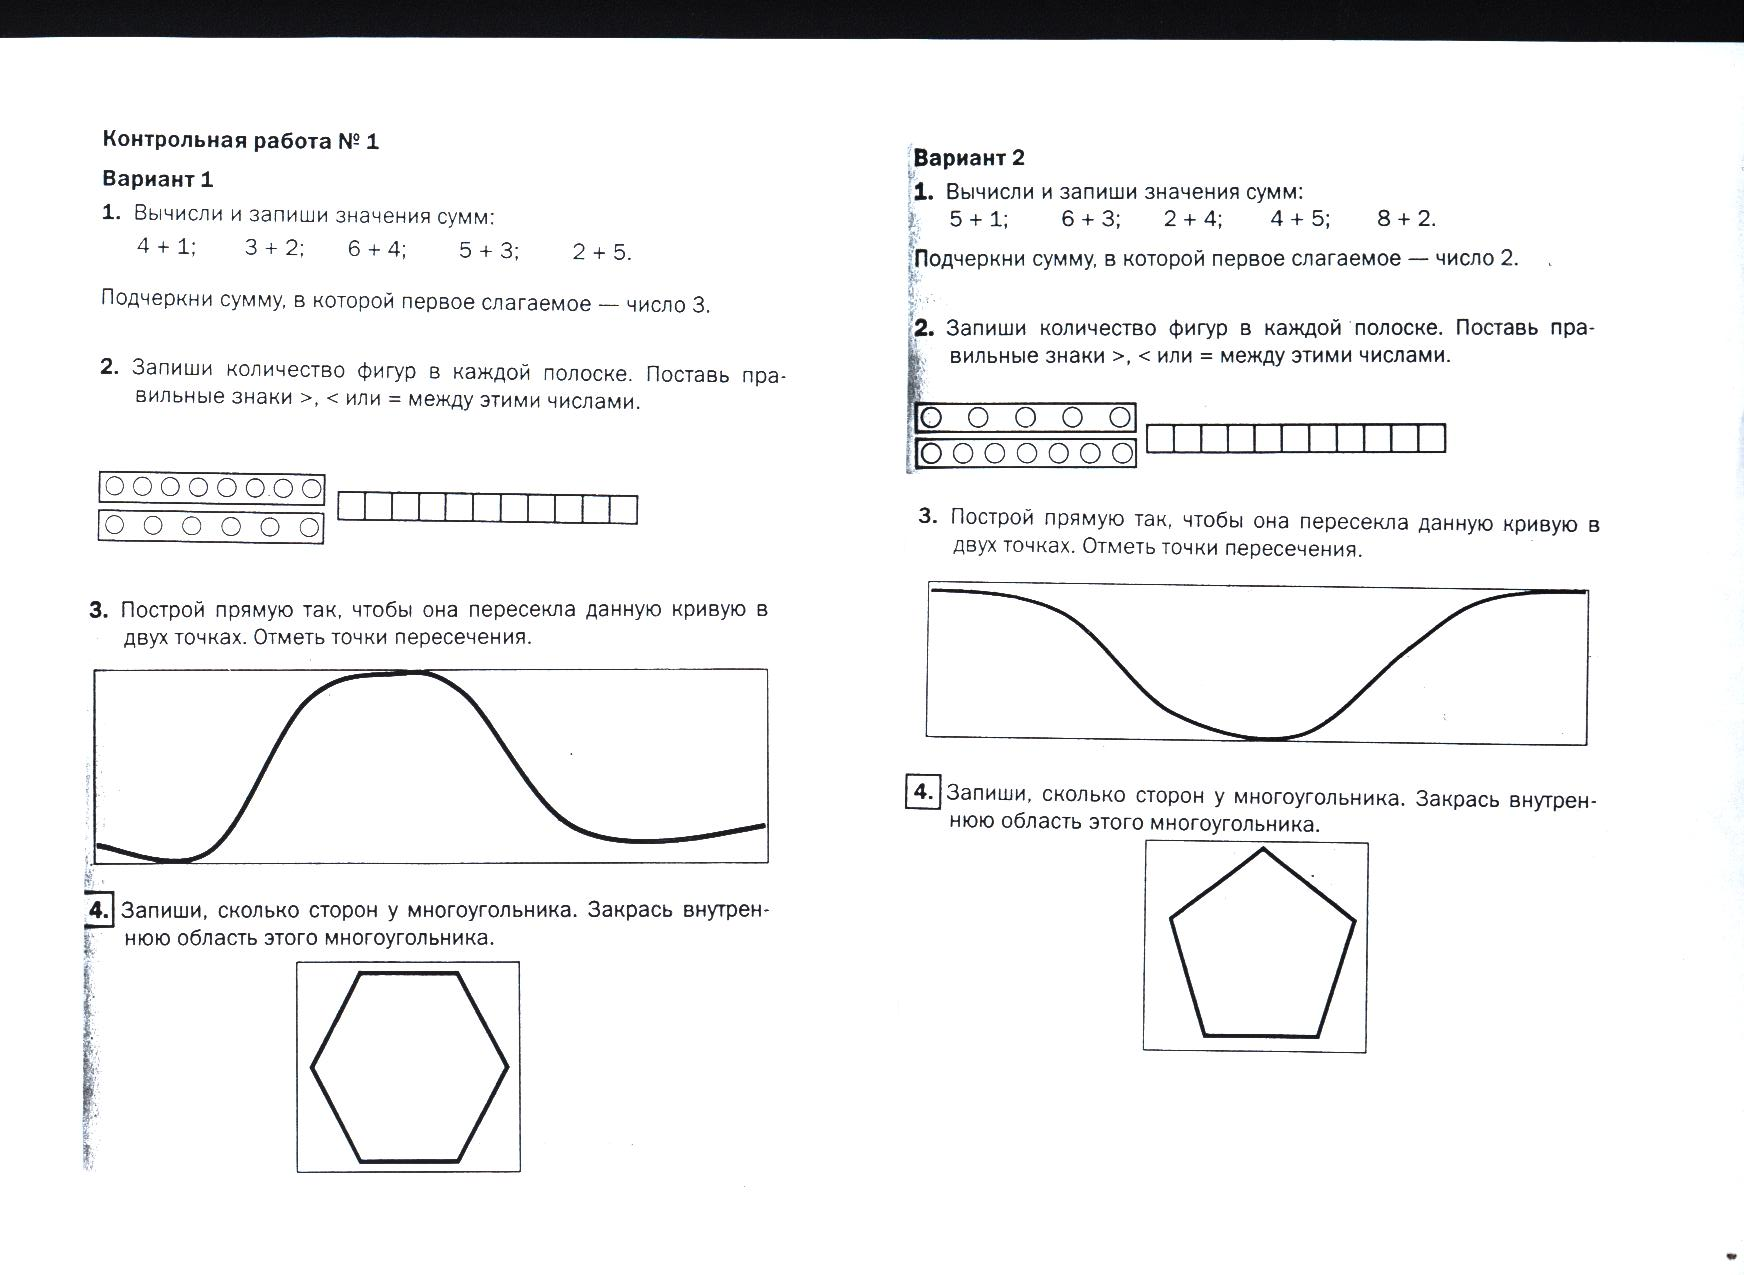 Контрольная работа № 1
Вариант 1
1. Вычисли и запиши значения сумм:
4 + 1; 3 + 2; 6 + 4; 5 + 3; 2 + 5.
Подчеркни сумму, в которой первое слагаемое — число 3.
2. Запиши количество фигур в каждой полоске. Поставь пра-
вильные знаки >, < или = между этими числами.
3. Построй прямую так, чтобы она пересекла данную кривую в
двух точках. Отметь точки пересечения.
4. Запиши, сколько сторон у многоугольника. Закрась внутрен-
нюю область этого многоугольника.
Вариант 2
1. Вычисли и запиши значения сумм:
5 + 1; 6 + 3; 2 + 4; 4 + 5; 8 + 2.
Подчеркни сумму, в которой первое слагаемое — число 2.
2. Запиши количество фигур в каждой полоске. Поставь пра-
вильные знаки >, < или = между этими числами.
3. Построй прямую так, чтобы она пересекла данную кривую в
двух точках. Отметь точки пересечения.
4. Запиши, сколько сторон у многоугольника. Закрась внутрен-
нюю область этого многоугольника.